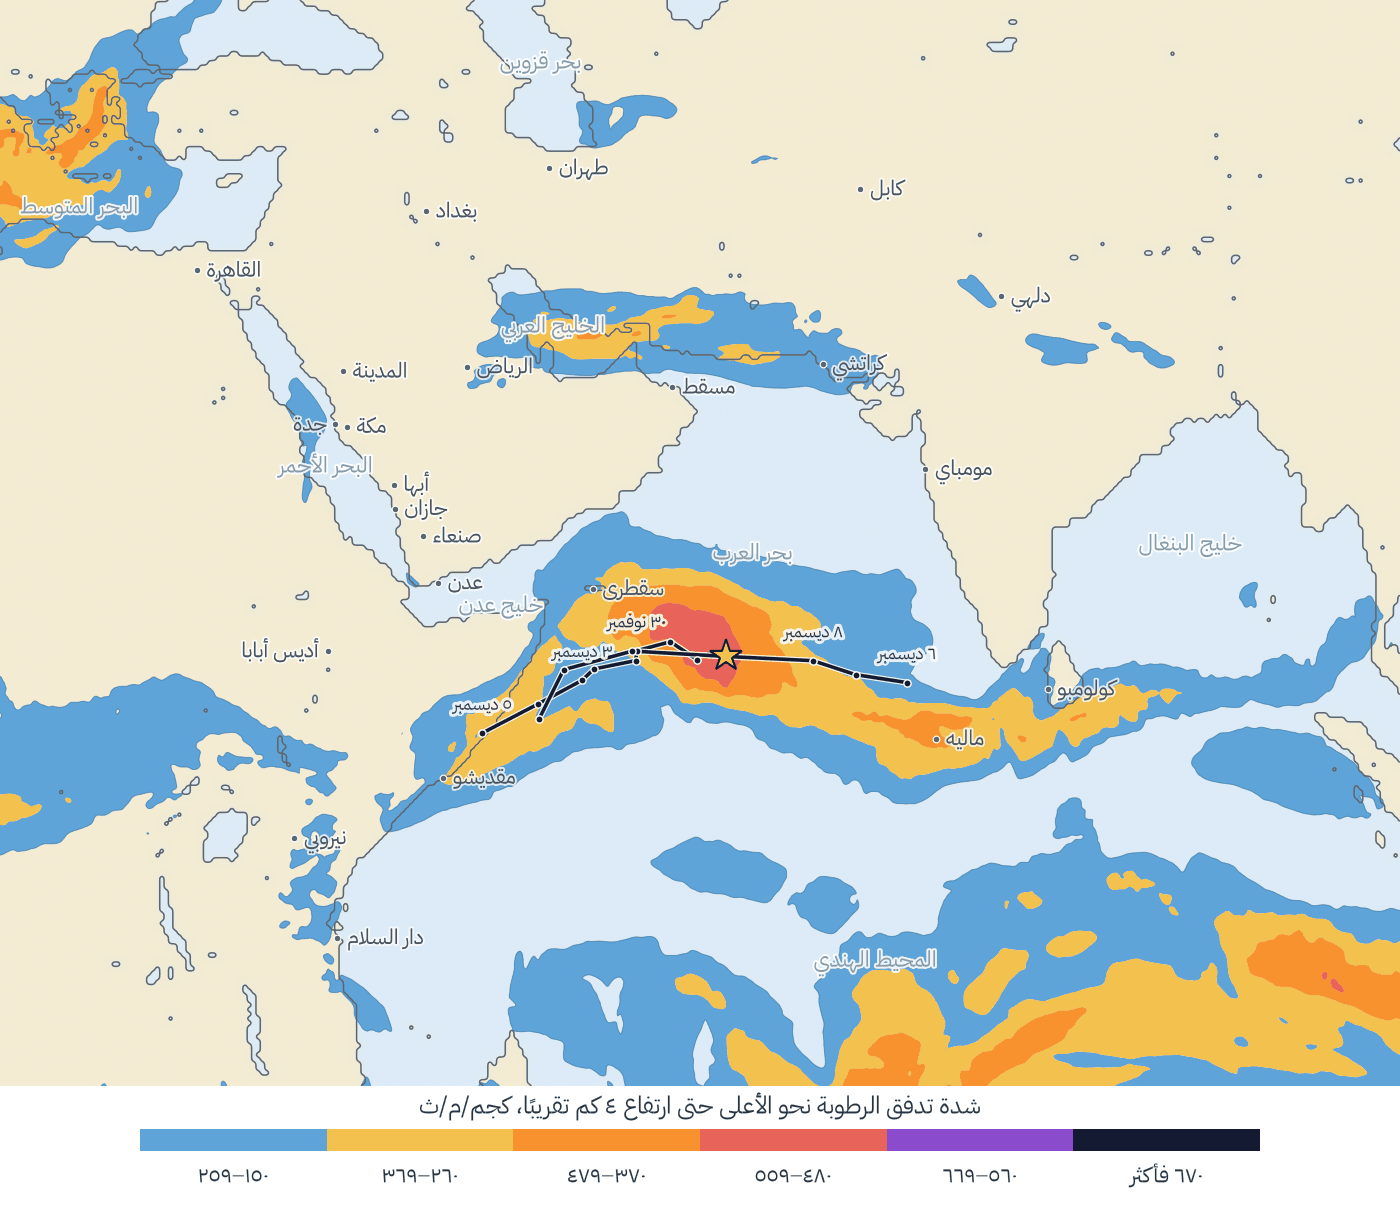 بحر قزوين
طهران
كابل
البحر المتوسط
بغداد
القاهرة
دلهي
الخليج العربي
الرياض
كراتشي
المدينة
مسقط
جدة
مكة
البحر الأحمر
مومباي
أبها
جازان
صنعاء
خليج البنغال
بحر العرب
عدن
سقطرى
خليج عدن
٣٠ نوفمبر
٨ ديسمبر
أديس أبابا
٣ ديسمبر
٦ ديسمبر
كولومبو
٥ ديسمبر
ماليه
مقديشو
نيروبي
دار السلام
المحيط الهندي
شدة تدفق الرطوبة نحو الأعلى حتى ارتفاع ٤ كم تقريبًا، كجم/م/ث
١٥٠–٢٥٩
٢٦٠–٣٦٩
٣٧٠–٤٧٩
٤٨٠–٥٥٩
٥٦٠–٦٦٩
٦٧٠ فأكثر